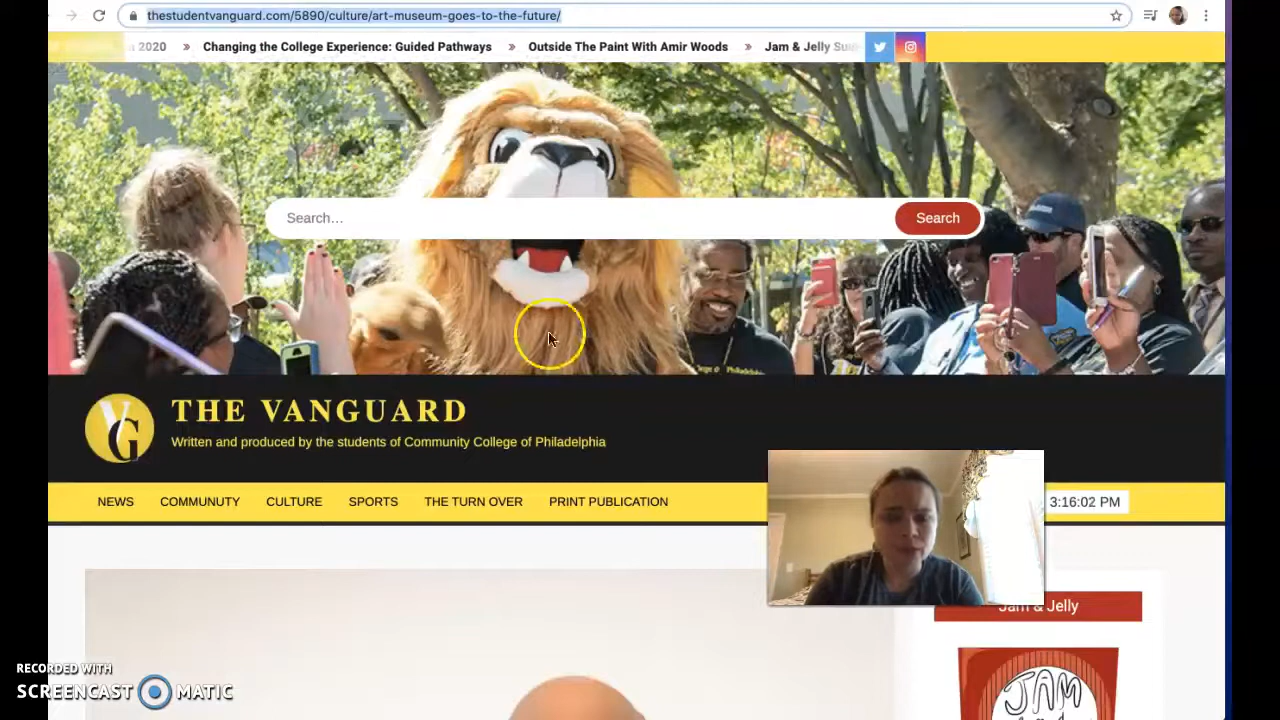 thestudentvanguard.com/5890/culture/art-museum-goes-to-the-future/
2020 » Changing the College Experience: Guided Pathways » Outside The Paint With Amir Woods » Jam & Jelly
Search...
Search
VG
THE VANGUARD
Written and produced by the students of Community College of Philadelphia
NEWS COMMUNUTY CULTURE SPORTS THE TURN OVER PRINT PUBLICATION
3:16:02 PM
Jam & Jelly
JAM
RECORDED WITH
SCREENCAST MATIC